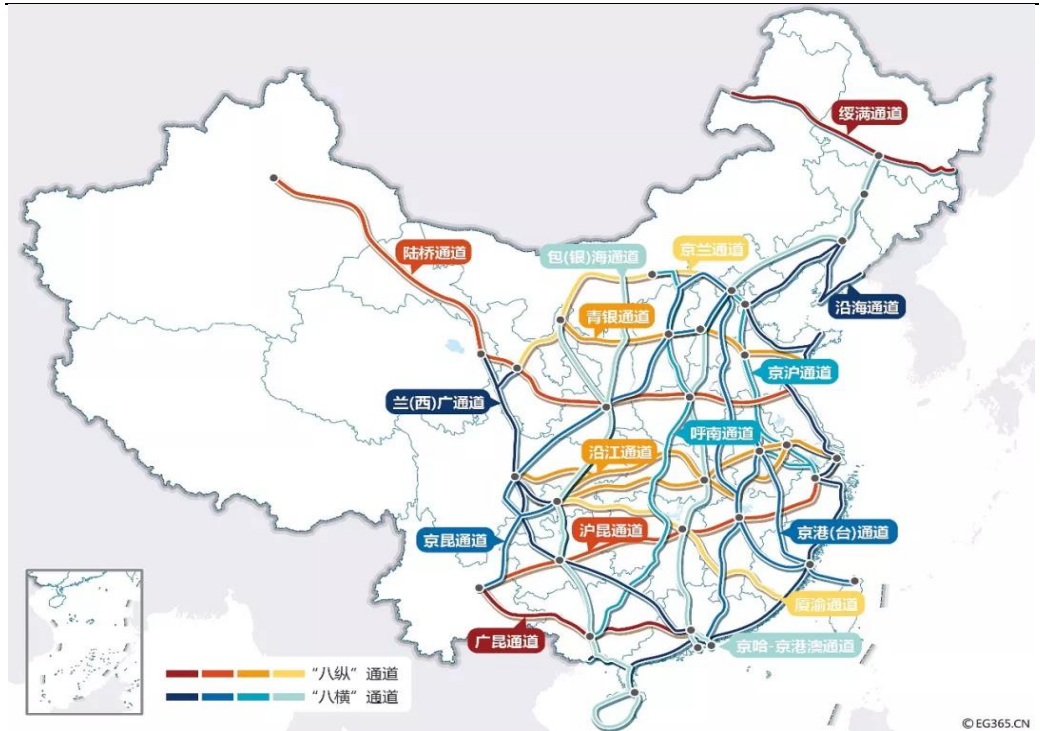 绥满通道
陆桥通道
包(银)海通道
京兰通道
沿海通道
青银通道
京沪通道
兰(西)广通道
呼南通道
沿江通道
京昆通道
沪昆通道
京港(台)通道
厦渝通道
广昆通道
京哈-京港澳通道
“八纵”通道
“八横”通道
©EG365.CN